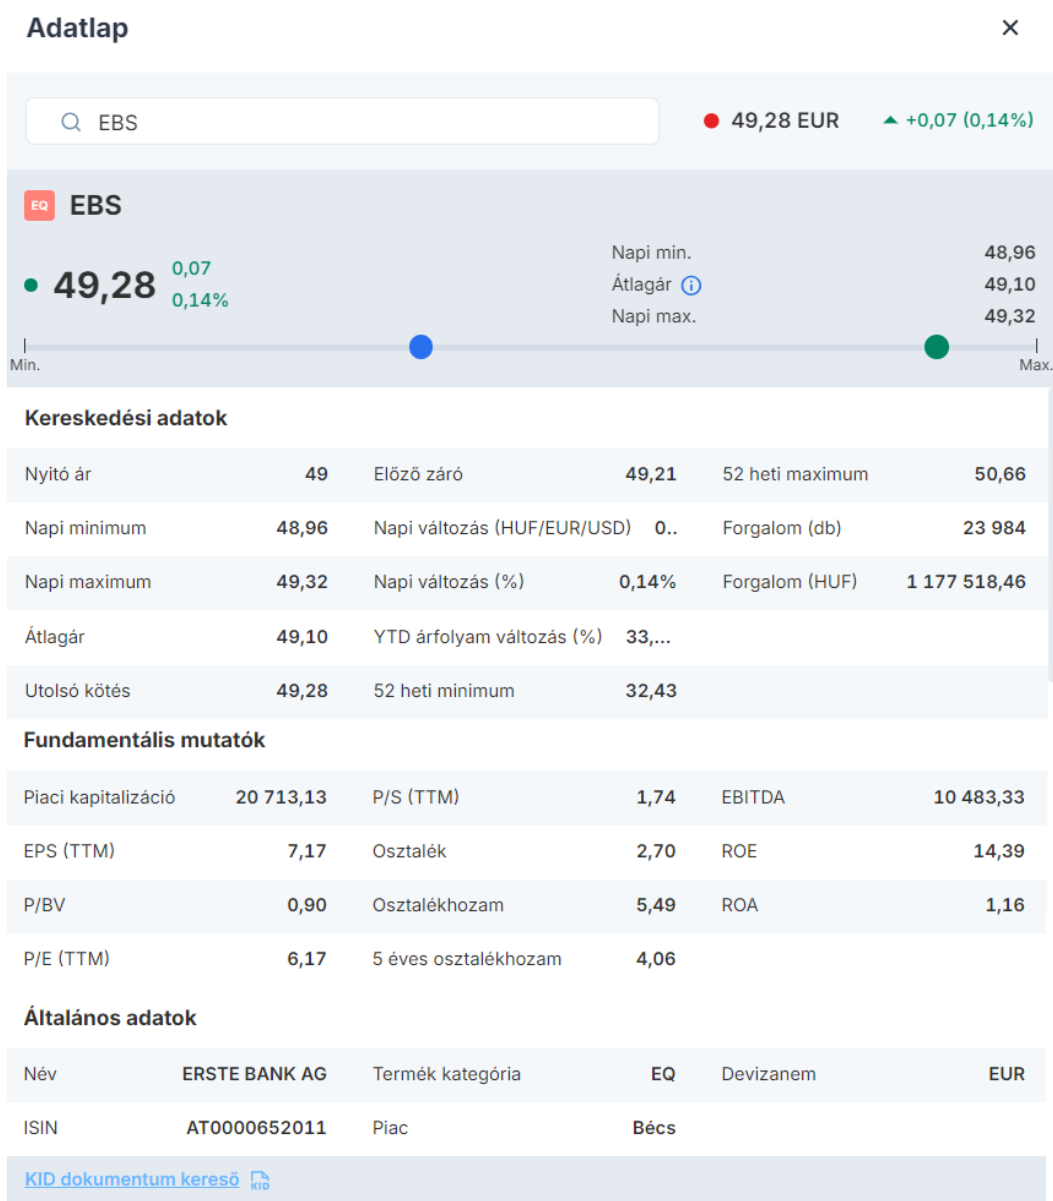 Adatlap ×
EBS 49,28 EUR +0,07 (0,14%)
EQ EBS
49,28 0,07 0,14%
Napi min. 48,96
Átlagár 49,10
Napi max. 49,32
Min. Max.
Kereskedési adatok
Nyitó ár 49 Előző záró 49,21 52 heti maximum 50,66
Napi minimum 48,96 Napi változás (HUF/EUR/USD) 0.. Forgalom (db) 23 984
Napi maximum 49,32 Napi változás (%) 0,14% Forgalom (HUF) 1 177 518,46
Átlagár 49,10 YTD árfolyam változás (%) 33,...
Utolsó kötés 49,28 52 heti minimum 32,43
Fundamentális mutatók
Piaci kapitalizáció 20 713,13 P/S (TTM) 1,74 EBITDA 10 483,33
EPS (TTM) 7,17 Osztalék 2,70 ROE 14,39
P/BV 0,90 Osztalékhozam 5,49 ROA 1,16
P/E (TTM) 6,17 5 éves osztalékhozam 4,06
Általános adatok
Név ERSTE BANK AG Termék kategória EQ Devizanem EUR
ISIN AT0000652011 Piac Bécs
KID dokumentum kereső KID